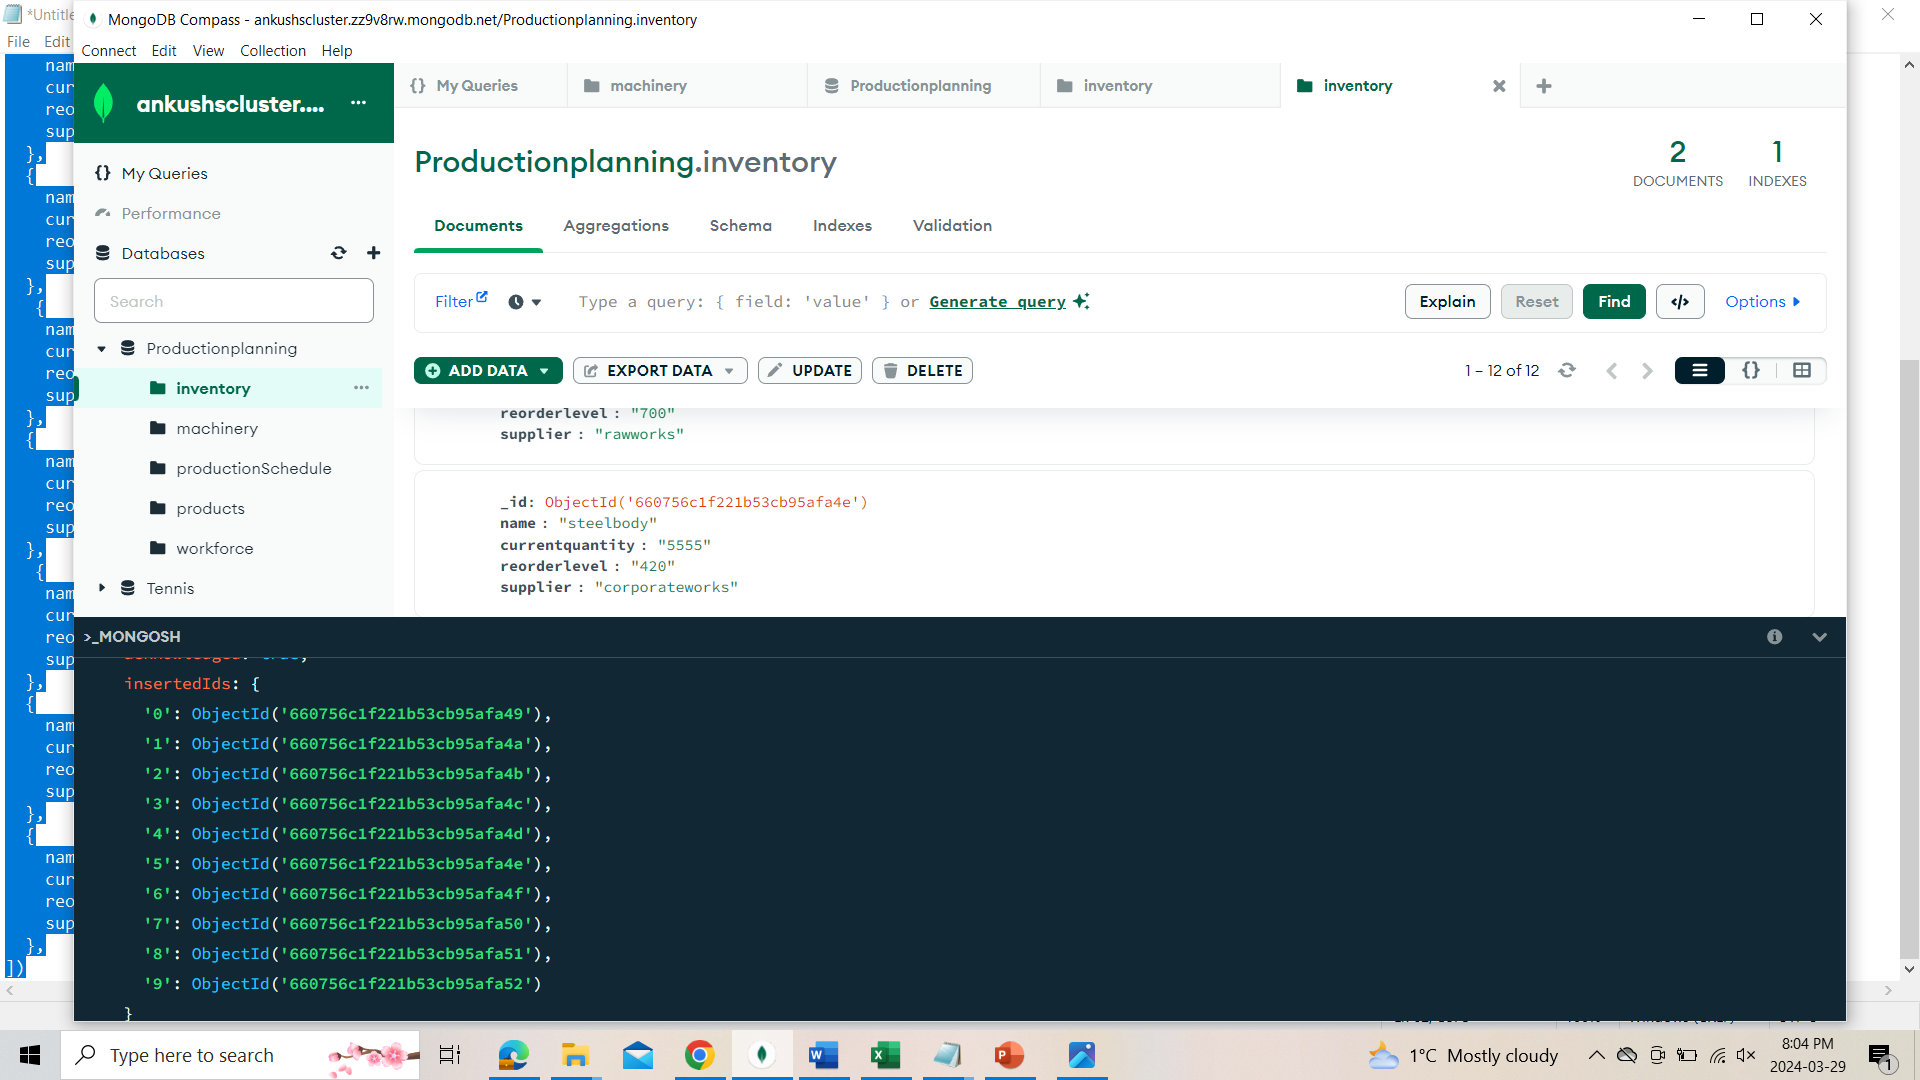 *Untitle
File Edit
nam
cur
reo
sup
},
{
nam
cur
reo
sup
},
{
nam
cur
reo
sup
},
{
nam
cur
reo
sup
},
{
nam
cur
reo
sup
},
{
nam
cur
reo
sup
},
{
nam
cur
reo
sup
},
])
MongoDB Compass - ankushscluster.zz9v8rw.mongodb.net/Productionplanning.inventory
Connect Edit View Collection Help
ankushscluster....
{} My Queries
Performance
Databases
Search
Productionplanning
inventory
machinery
productionSchedule
products
workforce
Tennis
{} My Queries machinery Productionplanning inventory inventory
Productionplanning.inventory
2 DOCUMENTS
1 INDEXES
Documents Aggregations Schema Indexes Validation
Filter Type a query: { field: 'value' } or Generate query Explain Reset Find </> Options
ADD DATA EXPORT DATA UPDATE DELETE 1 – 12 of 12 {}
reorderlevel : "700"
supplier : "rawworks"
_id: ObjectId('660756c1f221b53cb95afa4e')
name : "steelbody"
currentquantity : "5555"
reorderlevel : "420"
supplier : "corporateworks"
>_MONGOSH
insertedIds: {
'0': ObjectId('660756c1f221b53cb95afa49'),
'1': ObjectId('660756c1f221b53cb95afa4a'),
'2': ObjectId('660756c1f221b53cb95afa4b'),
'3': ObjectId('660756c1f221b53cb95afa4c'),
'4': ObjectId('660756c1f221b53cb95afa4d'),
'5': ObjectId('660756c1f221b53cb95afa4e'),
'6': ObjectId('660756c1f221b53cb95afa4f'),
'7': ObjectId('660756c1f221b53cb95afa50'),
'8': ObjectId('660756c1f221b53cb95afa51'),
'9': ObjectId('660756c1f221b53cb95afa52')
}
Type here to search
1°C Mostly cloudy
8:04 PM
2024-03-29
1